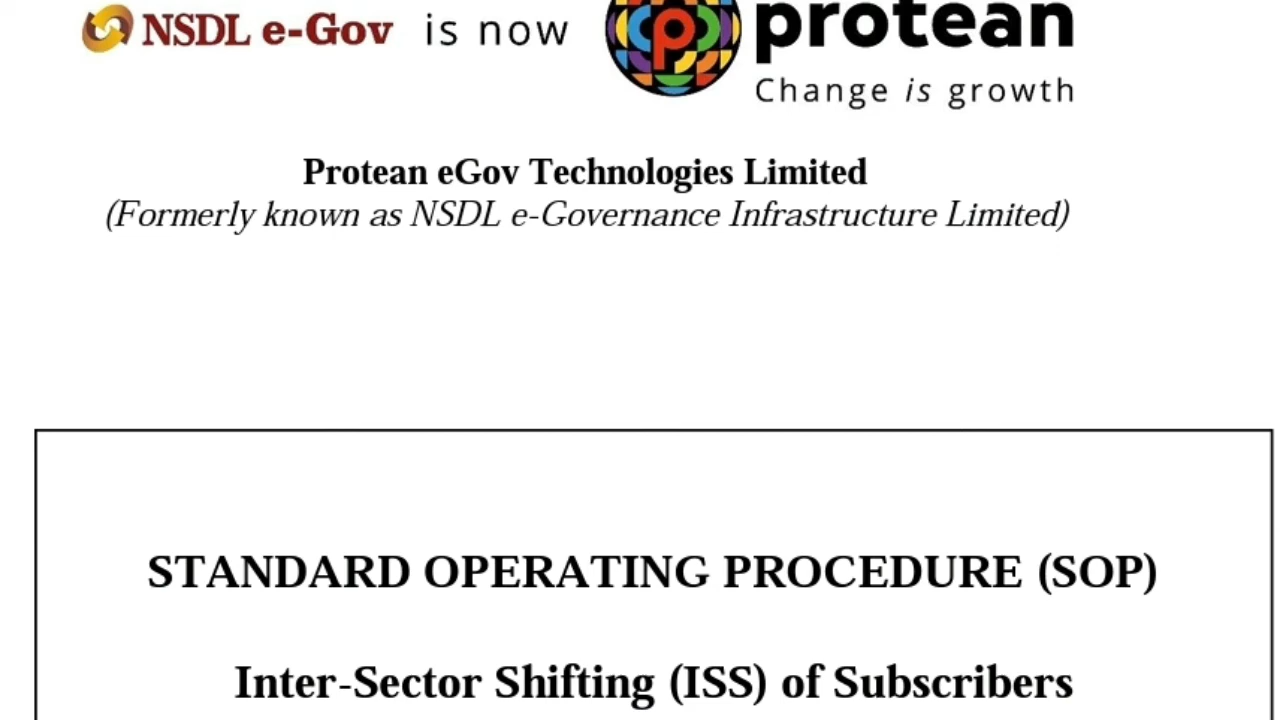 NSDL e-Gov is now protean
Change is growth
Protean eGov Technologies Limited
(Formerly known as NSDL e-Governance Infrastructure Limited)
STANDARD OPERATING PROCEDURE (SOP)
Inter-Sector Shifting (ISS) of Subscribers